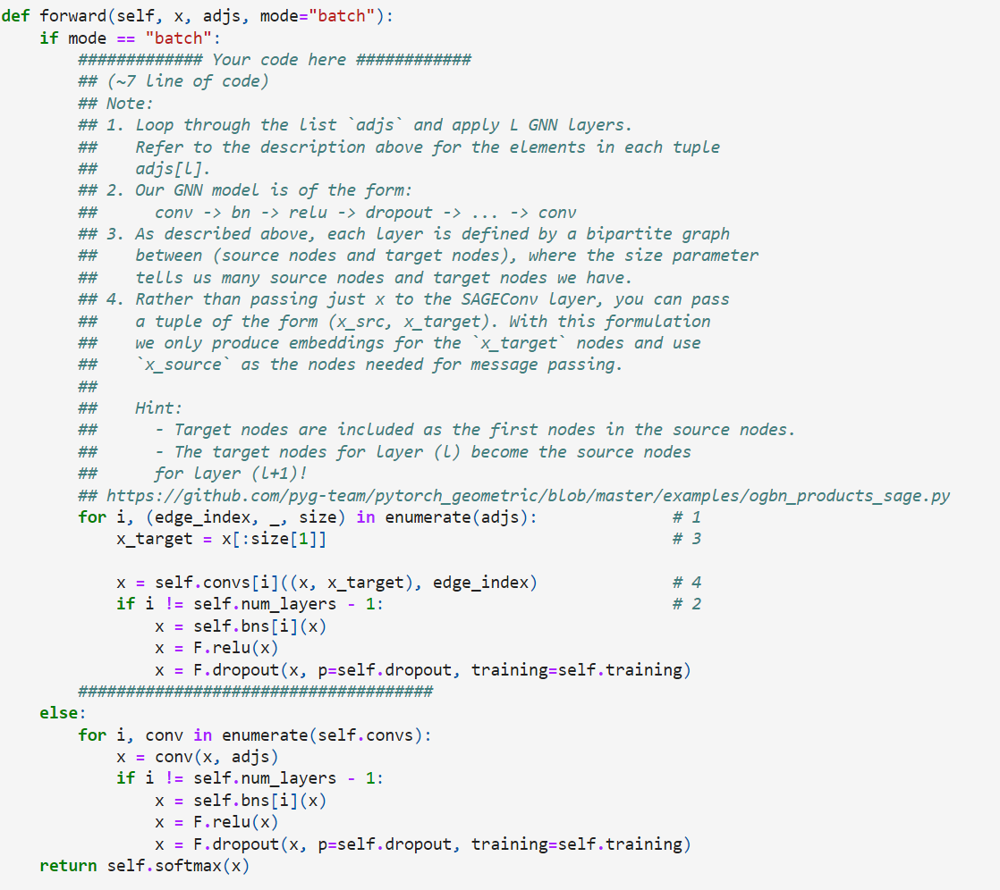 def forward(self, x, adjs, mode="batch"):
    if mode == "batch":
        ############# Your code here ############
        ## (~7 line of code)
        ## Note:
        ## 1. Loop through the list `adjs` and apply L GNN layers.
        ##    Refer to the description above for the elements in each tuple
        ##    adjs[l].
        ## 2. Our GNN model is of the form:
        ##      conv -> bn -> relu -> dropout -> ... -> conv
        ## 3. As described above, each layer is defined by a bipartite graph
        ##    between (source nodes and target nodes), where the size parameter
        ##    tells us many source nodes and target nodes we have.
        ## 4. Rather than passing just x to the SAGEConv layer, you can pass
        ##    a tuple of the form (x_src, x_target). With this formulation
        ##    we only produce embeddings for the `x_target` nodes and use
        ##    `x_source` as the nodes needed for message passing.
        ##
        ##    Hint:
        ##      - Target nodes are included as the first nodes in the source nodes.
        ##      - The target nodes for layer (l) become the source nodes
        ##      for layer (l+1)!
        ## https://github.com/pyg-team/pytorch_geometric/blob/master/examples/ogbn_products_sage.py
        for i, (edge_index, _, size) in enumerate(adjs):              # 1
            x_target = x[:size[1]]                                    # 3
            x = self.convs[i]((x, x_target), edge_index)              # 4
            if i != self.num_layers - 1:                              # 2
                x = self.bns[i](x)
                x = F.relu(x)
                x = F.dropout(x, p=self.dropout, training=self.training)
        #####################################
    else:
        for i, conv in enumerate(self.convs):
            x = conv(x, adjs)
            if i != self.num_layers - 1:
                x = self.bns[i](x)
                x = F.relu(x)
                x = F.dropout(x, p=self.dropout, training=self.training)
    return self.softmax(x)